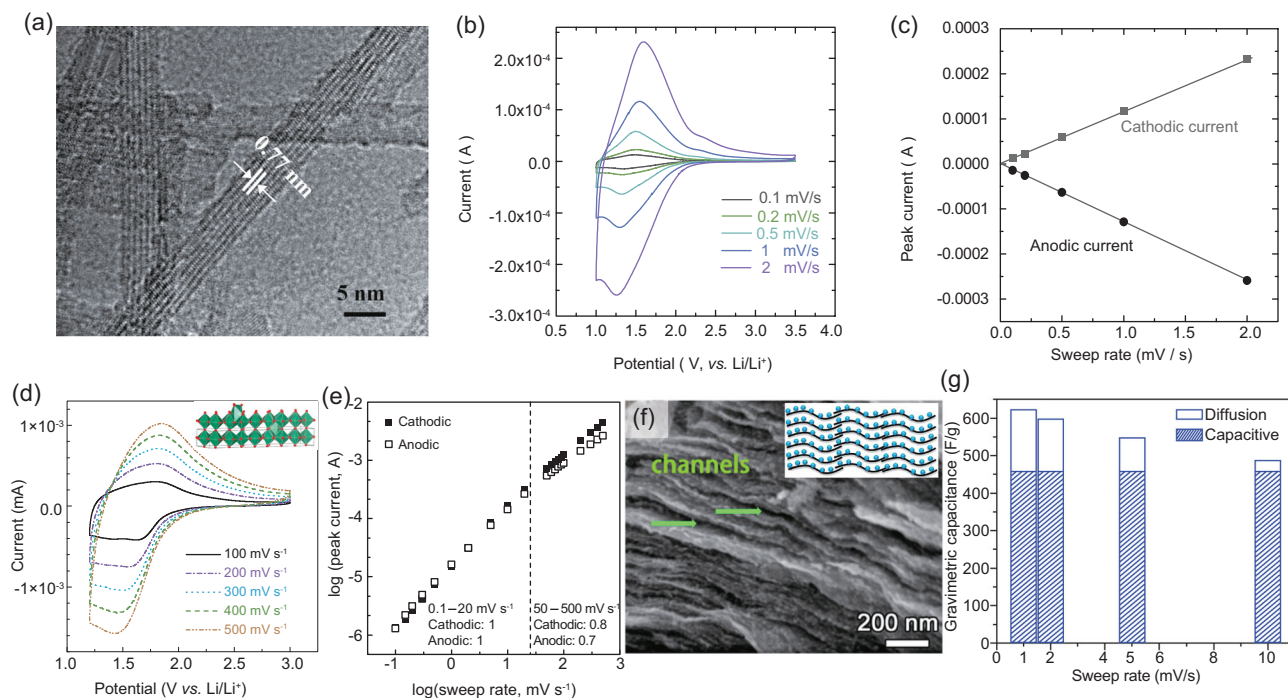 (a)
0.77 nm
5 nm
(b)
Current ( A )
2.0x10⁻⁴
1.0x10⁻⁴
0.0
-1.0x10⁻⁴
-2.0x10⁻⁴
-3.0x10⁻⁴
0.5 1.0 1.5 2.0 2.5 3.0 3.5 4.0
Potential ( V, vs. Li/Li⁺)
0.1 mV/s
0.2 mV/s
0.5 mV/s
1 mV/s
2 mV/s
(c)
Peak current ( A )
0.0003
0.0002
0.0001
0.0000
-0.0001
-0.0002
-0.0003
Cathodic current
Anodic current
0.0 0.5 1.0 1.5 2.0
Sweep rate (mV / s)
(d)
Current (mA)
1×10⁻³
0.0
-1×10⁻³
100 mV s⁻¹
200 mV s⁻¹
300 mV s⁻¹
400 mV s⁻¹
500 mV s⁻¹
1.0 1.5 2.0 2.5 3.0
Potential (V vs. Li/Li⁺)
(e)
log (peak current, A)
-2
-3
-4
-5
-6
Cathodic
Anodic
0.1–20 mV s⁻¹
Cathodic: 1
Anodic: 1
50 – 500 mV s⁻¹
Cathodic: 0.8
Anodic: 0.7
-1 0 1 2 3
log(sweep rate, mV s⁻¹)
(f)
channels
200 nm
(g)
Gravimetric capacitance (F/g)
600
550
500
450
400
350
300
250
200
150
100
50
0
Diffusion
Capacitive
0 1 2 4 5 6 8 10
Sweep rate (mV/s)